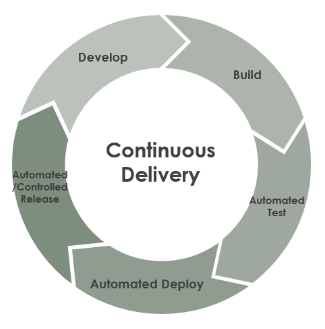 Develop
Build
Continuous
Delivery
Automated
Test
Automated Deploy
Automated
/Controlled
Release